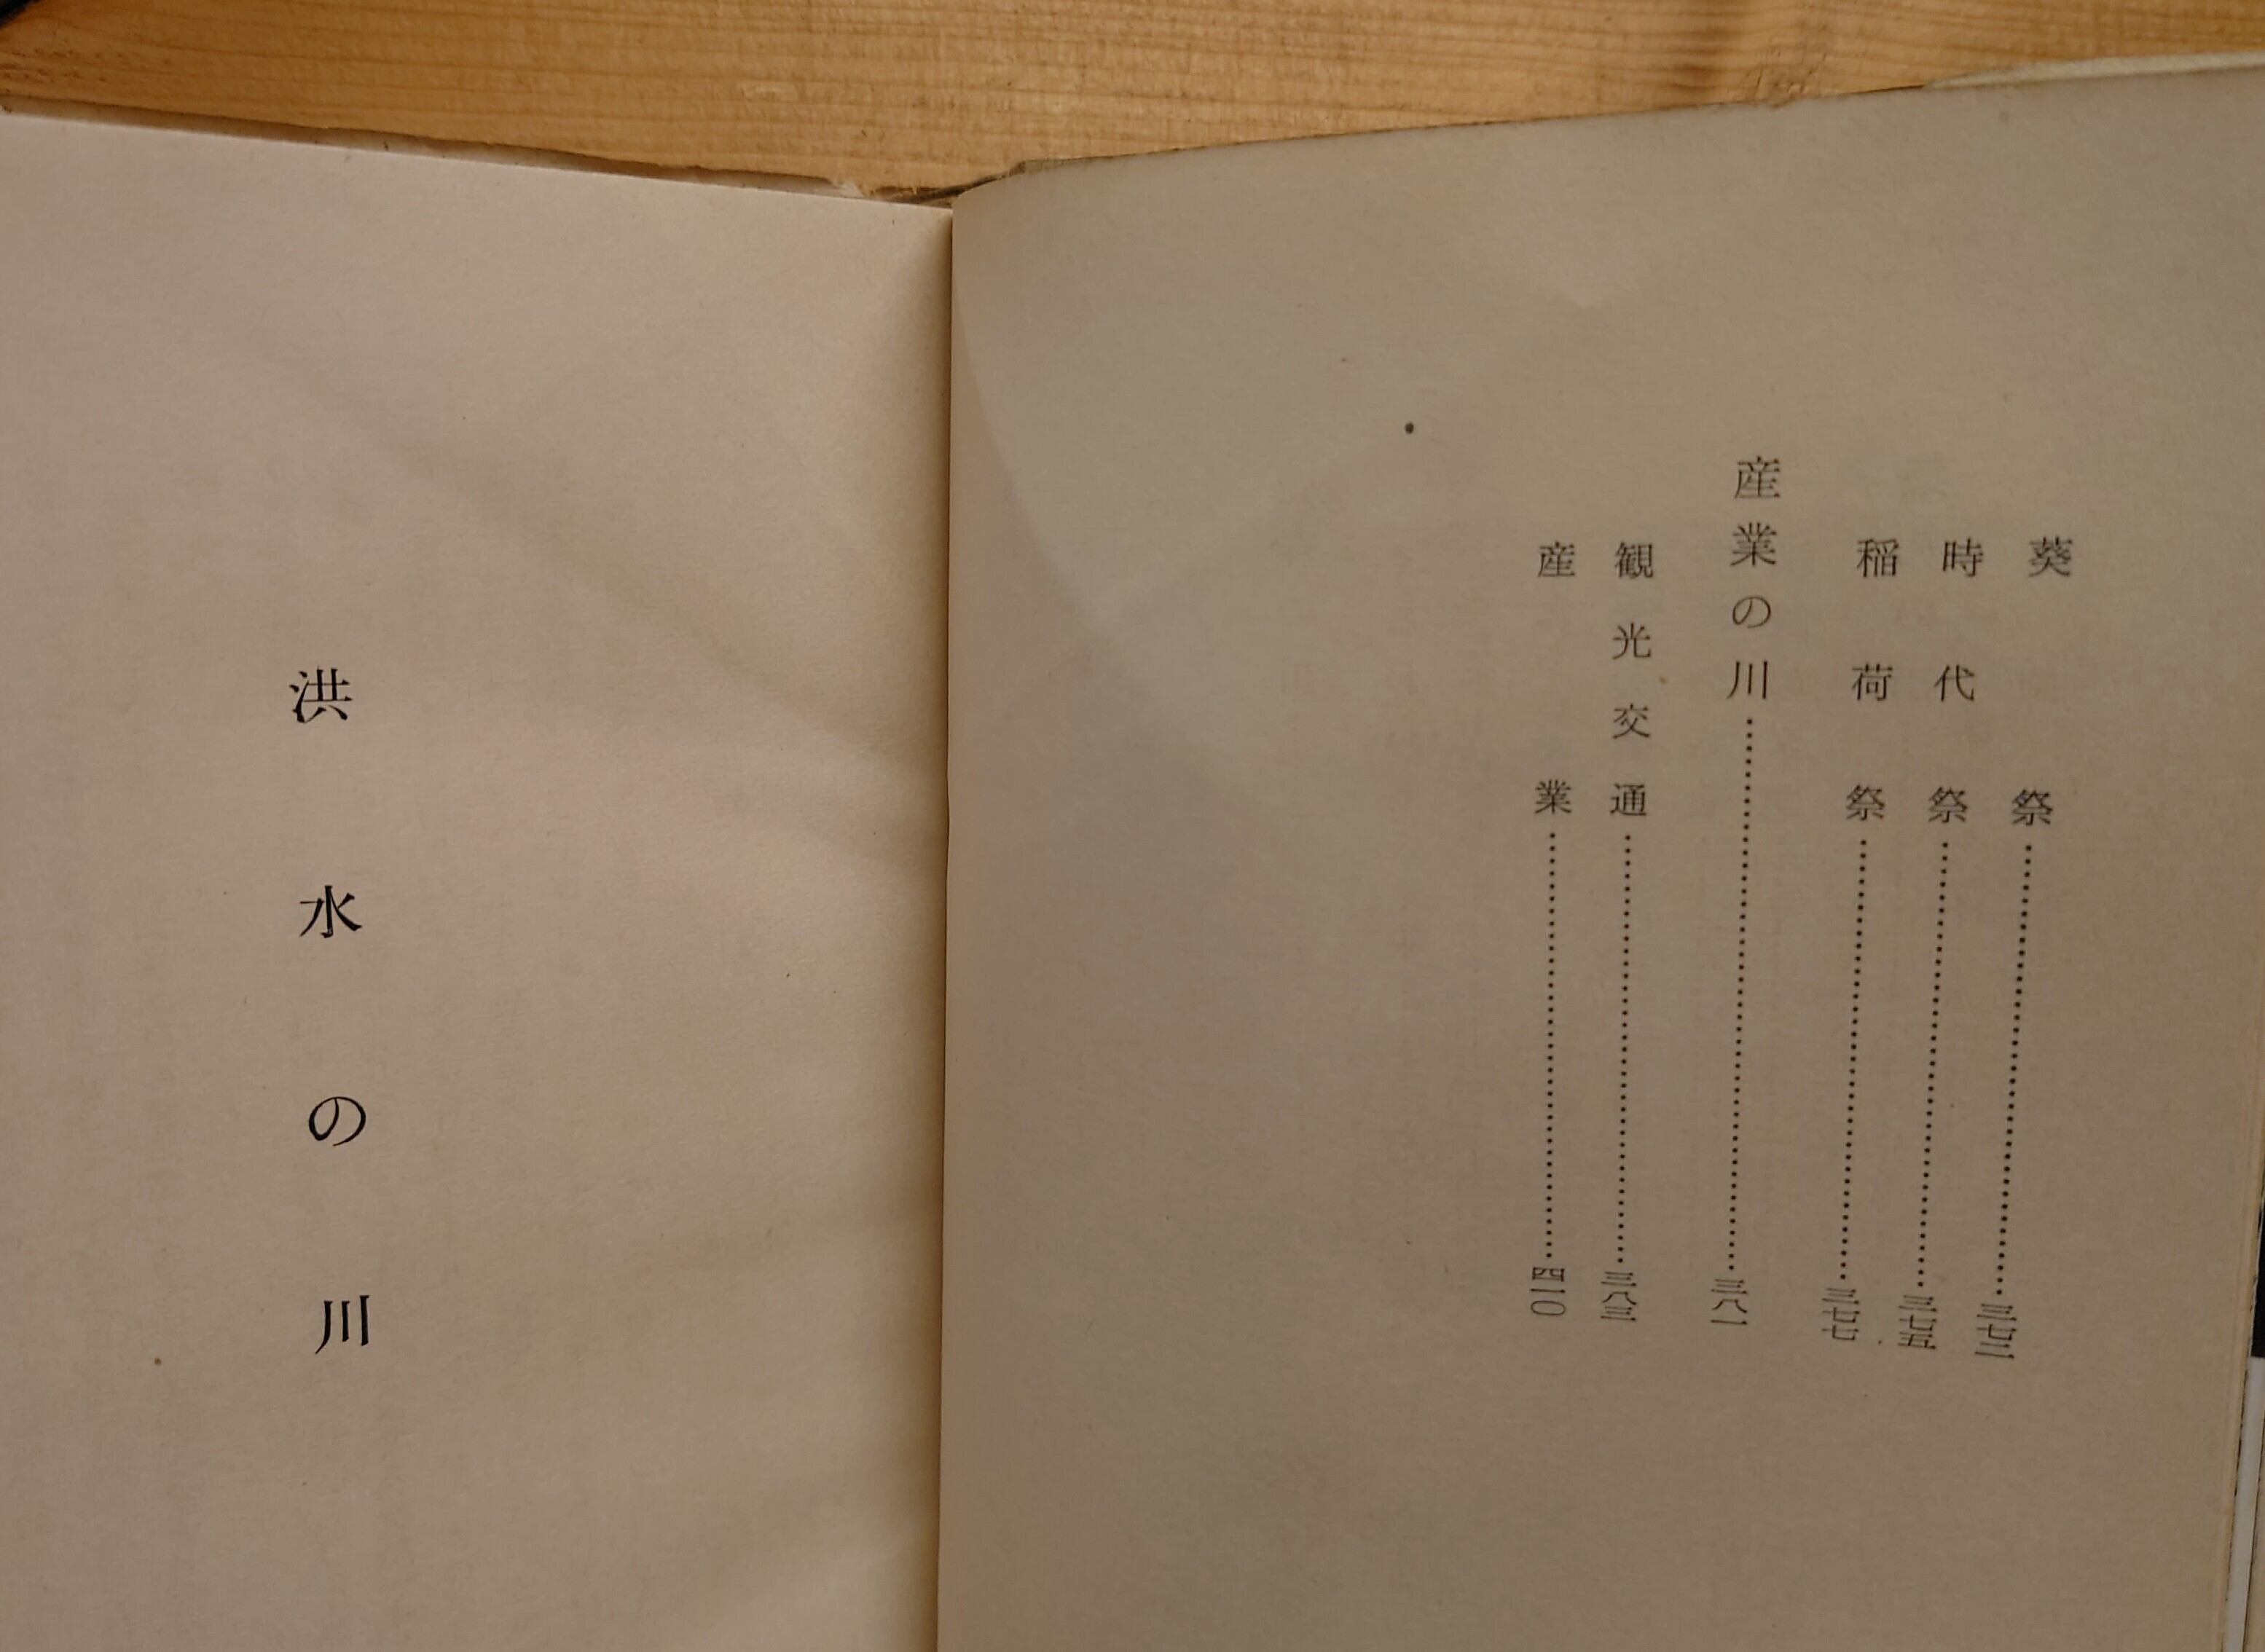 葵祭……三七三
時代祭……三七五
稲荷祭……三七七
産業の川……三八一
観光交通……三八三
産業……四一〇
洪水の川